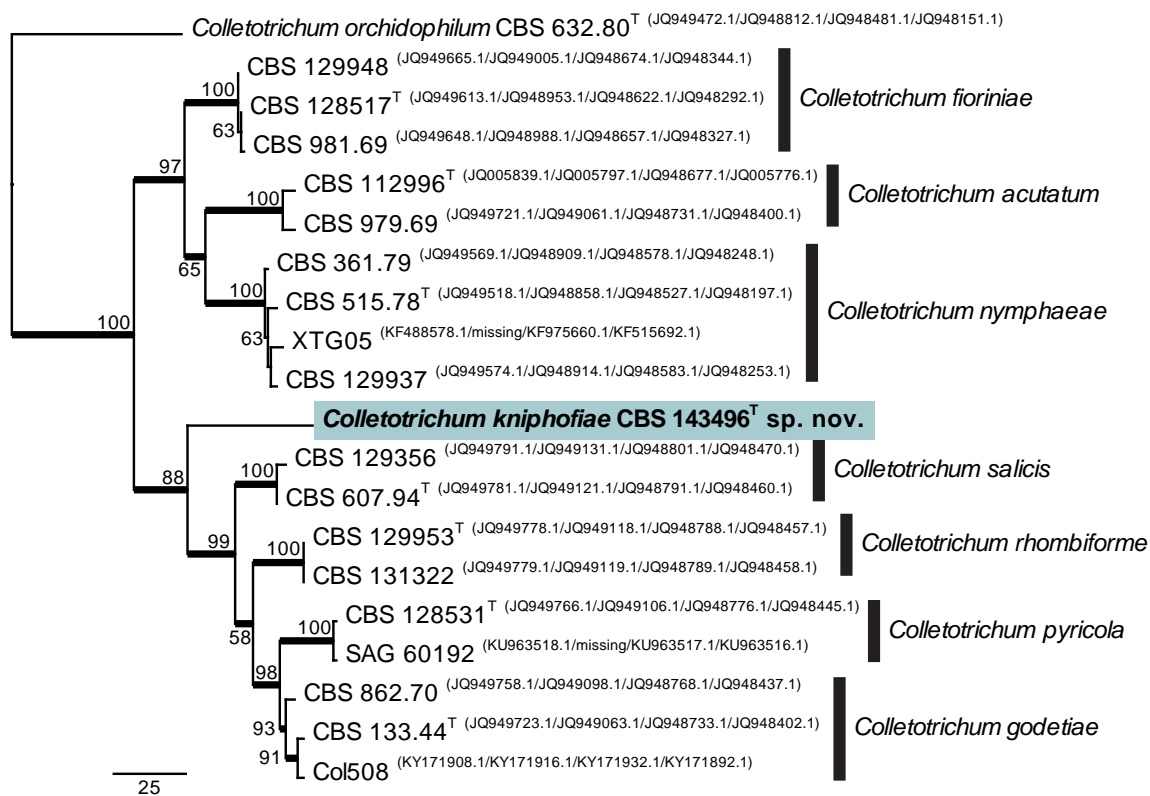 Colletotrichum orchidophilum CBS 632.80T (JQ949472.1/JQ948812.1/JQ948481.1/JQ948151.1)
CBS 129948 (JQ949665.1/JQ949005.1/JQ948674.1/JQ948344.1)
100
CBS 128517T (JQ949613.1/JQ948953.1/JQ948622.1/JQ948292.1)
Colletotrichum fioriniae
63
CBS 981.69 (JQ949648.1/JQ948988.1/JQ948657.1/JQ948327.1)
97
CBS 112996T (JQ005839.1/JQ005797.1/JQ948677.1/JQ005776.1)
100
Colletotrichum acutatum
CBS 979.69 (JQ949721.1/JQ949061.1/JQ948731.1/JQ948400.1)
65
CBS 361.79 (JQ949569.1/JQ948909.1/JQ948578.1/JQ948248.1)
100
CBS 515.78T (JQ949518.1/JQ948858.1/JQ948527.1/JQ948197.1)
Colletotrichum nymphaeae
100
63
XTG05 (KF488578.1/missing/KF975660.1/KF515692.1)
CBS 129937 (JQ949574.1/JQ948914.1/JQ948583.1/JQ948253.1)
Colletotrichum kniphofiae CBS 143496T sp. nov.
88
CBS 129356 (JQ949791.1/JQ949131.1/JQ948801.1/JQ948470.1)
100
Colletotrichum salicis
CBS 607.94T (JQ949781.1/JQ949121.1/JQ948791.1/JQ948460.1)
99
CBS 129953T (JQ949778.1/JQ949118.1/JQ948788.1/JQ948457.1)
100
Colletotrichum rhombiforme
CBS 131322 (JQ949779.1/JQ949119.1/JQ948789.1/JQ948458.1)
58
CBS 128531T (JQ949766.1/JQ949106.1/JQ948776.1/JQ948445.1)
100
Colletotrichum pyricola
SAG 60192 (KU963518.1/missing/KU963517.1/KU963516.1)
98
CBS 862.70 (JQ949758.1/JQ949098.1/JQ948768.1/JQ948437.1)
93
CBS 133.44T (JQ949723.1/JQ949063.1/JQ948733.1/JQ948402.1)
Colletotrichum godetiae
91
Col508 (KY171908.1/KY171916.1/KY171932.1/KY171892.1)
25